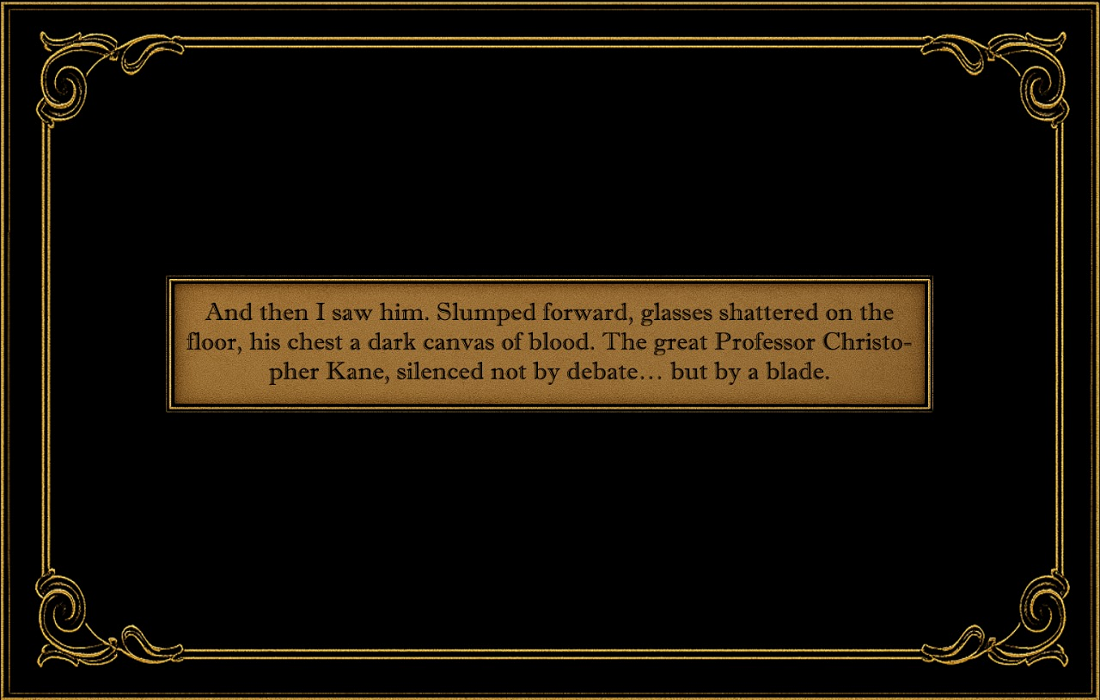 And then I saw him. Slumped forward, glasses shattered on the
floor, his chest a dark canvas of blood. The great Professor Christo-
pher Kane, silenced not by debate… but by a blade.